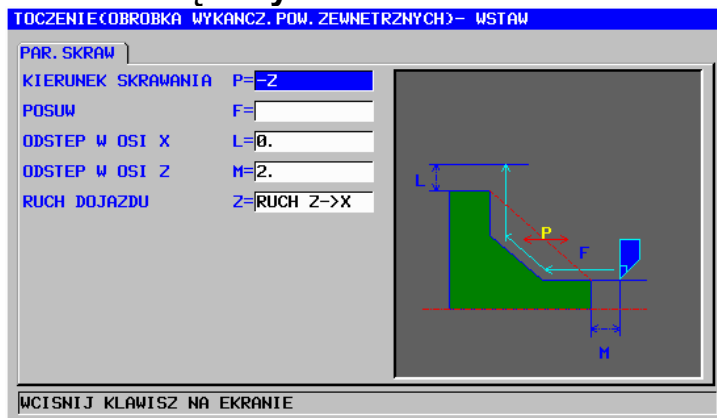 TOCZENIE(OBROBKA WYKANCZ.POW.ZEWNETRZNYCH)- WSTAW
PAR.SKRAW
KIERUNEK SKRAWANIA P=-Z
POSUW F=
ODSTEP W OSI X L=0.
ODSTEP W OSI Z M=2.
RUCH DOJAZDU Z=RUCH Z->X
L
P
F
M
WCISNIJ KLAWISZ NA EKRANIE